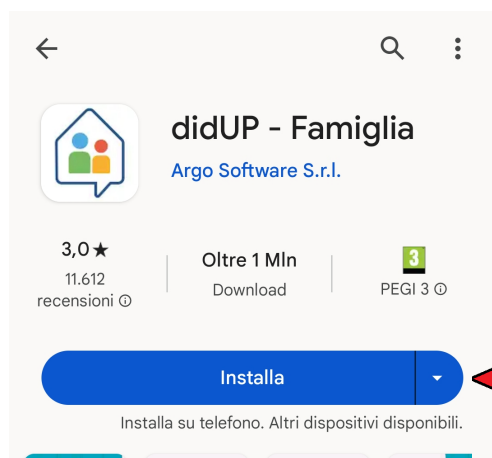 didUP - Famiglia
Argo Software S.r.l.
3,0★
11.612
recensioni
Oltre 1 Mln
Download
3
PEGI 3
Installa
Installa su telefono. Altri dispositivi disponibili.